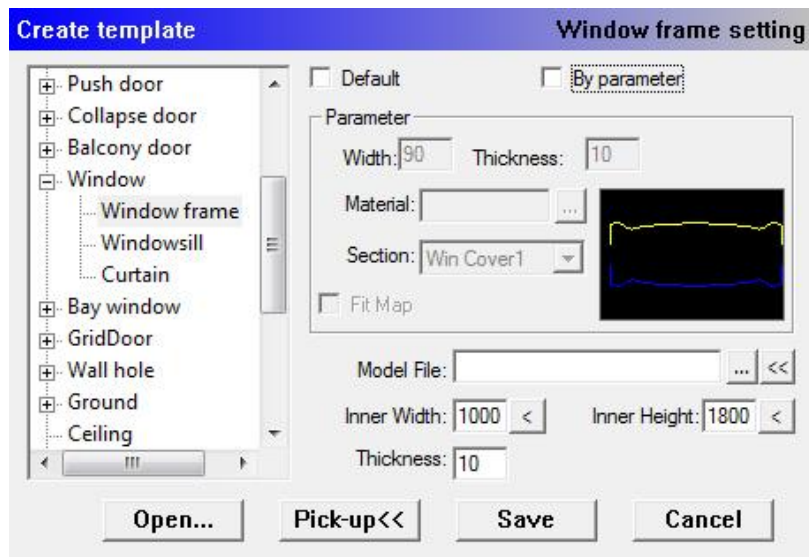 Create template Window frame setting
Push door
Collapse door
Balcony door
Window
Window frame
Windowsill
Curtain
Bay window
GridDoor
Wall hole
Ground
Ceiling
Default By parameter
Parameter
Width: 90 Thickness: 10
Material: ...
Section: Win Cover1
Fit Map
Model File: ... <<
Inner Width: 1000 < Inner Height: 1800 <
Thickness: 10
Open... Pick-up<< Save Cancel